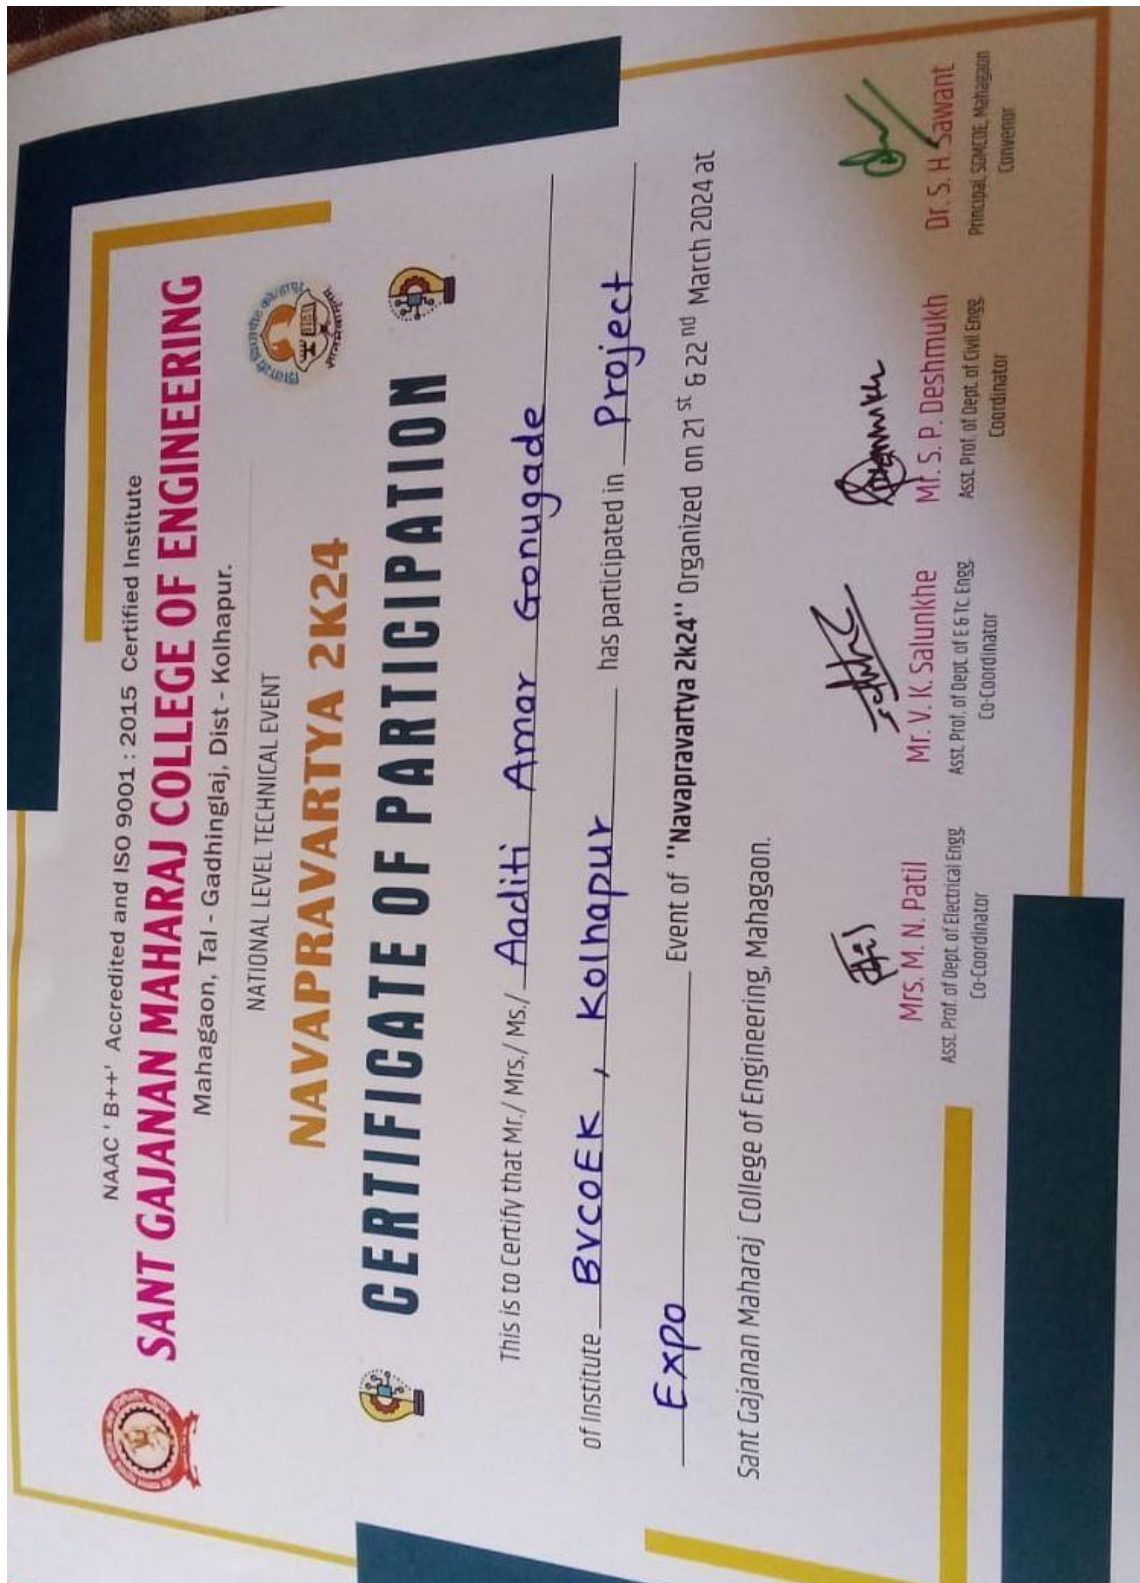 NAAC ' B++' Accredited and ISO 9001 : 2015 Certified Institute
SANT GAJANAN MAHARAJ COLLEGE OF ENGINEERING
Mahagaon, Tal - Gadhinglaj, Dist - Kolhapur.
NATIONAL LEVEL TECHNICAL EVENT
NAVAPRAVARTYA 2K24
CERTIFICATE OF PARTICIPATION
This is to Certify that Mr./ Mrs./ Ms./ Aaditi Amar Gonugade
of Institute BVCOEK , Kolhapur has participated in Project
Expo Event of "Navapravartya 2k24" Organized on 21 st & 22 nd March 2024 at
Sant Gajanan Maharaj College of Engineering, Mahagaon.
Mrs. M. N. Patil
Asst. Prof. of Dept. of Electrical Engg.
Co-Coordinator
Mr. V. K. Salunkhe
Asst. Prof. of Dept. of E & Tc Engg.
Co-Coordinator
Mr. S. P. Deshmukh
Asst. Prof. of Dept. of Civil Engg.
Coordinator
Dr. S. H. Sawant
Principal, SGMCOE, Mahagaon
Convenor